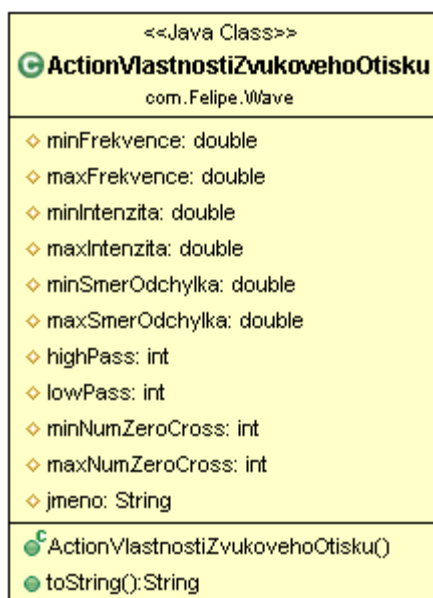 <<Java Class>>
ActionVlastnostiZvukovehoOtisku
com.Felipe.Wave
minFrekvence: double
maxFrekvence: double
minIntenzita: double
maxIntenzita: double
minSmerOdchylka: double
maxSmerOdchylka: double
highPass: int
lowPass: int
minNumZeroCross: int
maxNumZeroCross: int
jmeno: String
ActionVlastnostiZvukovehoOtisku()
toString():String